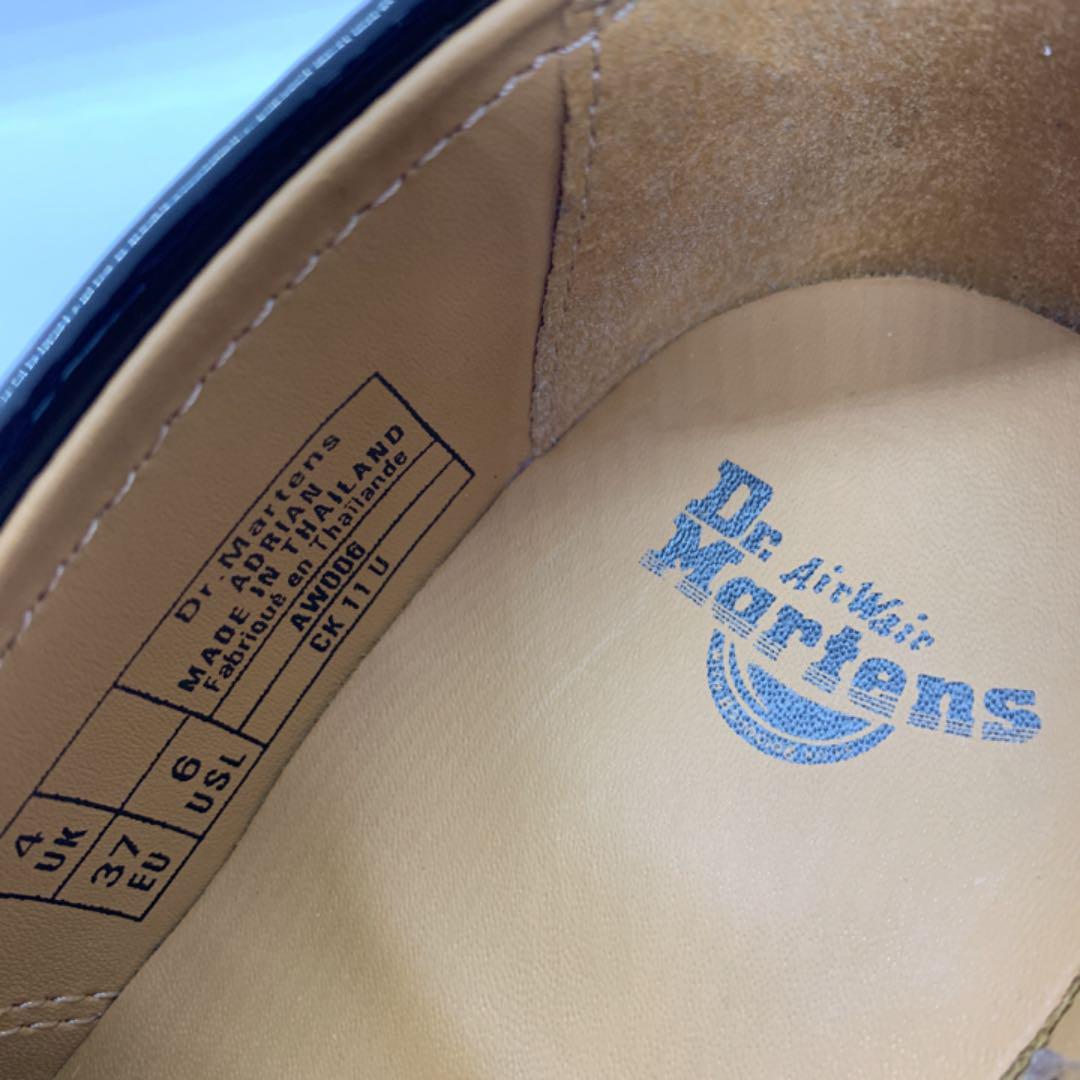 Dr. Martens
ADRIAN
MADE IN THAILAND
Fabriqué en Thaïlande
AW006
CK 11 U
4
UK
6
USL
37
EU
Dr.
AirWair
Martens